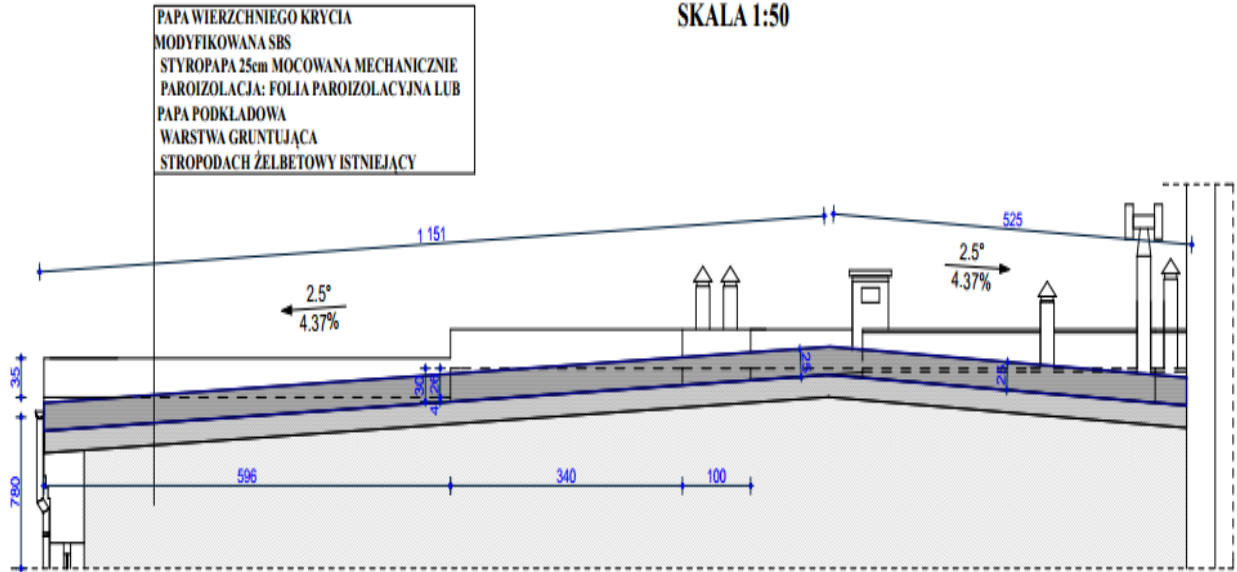 SKALA 1:50
PAPA WIERZCHNIEGO KRYCIA
MODYFIKOWANA SBS
STYROPAPA 25cm MOCOWANA MECHANICZNIE
PAROIZOLACJA: FOLIA PAROIZOLACYJNA LUB
PAPA PODKŁADOWA
WARSTWA GRUNTUJĄCA
STROPODACH ŻELBETOWY ISTNIEJĄCY
1 151
525
2.5°
4.37%
2.5°
4.37%
35
30
26
4
25
25
780
596
340
100